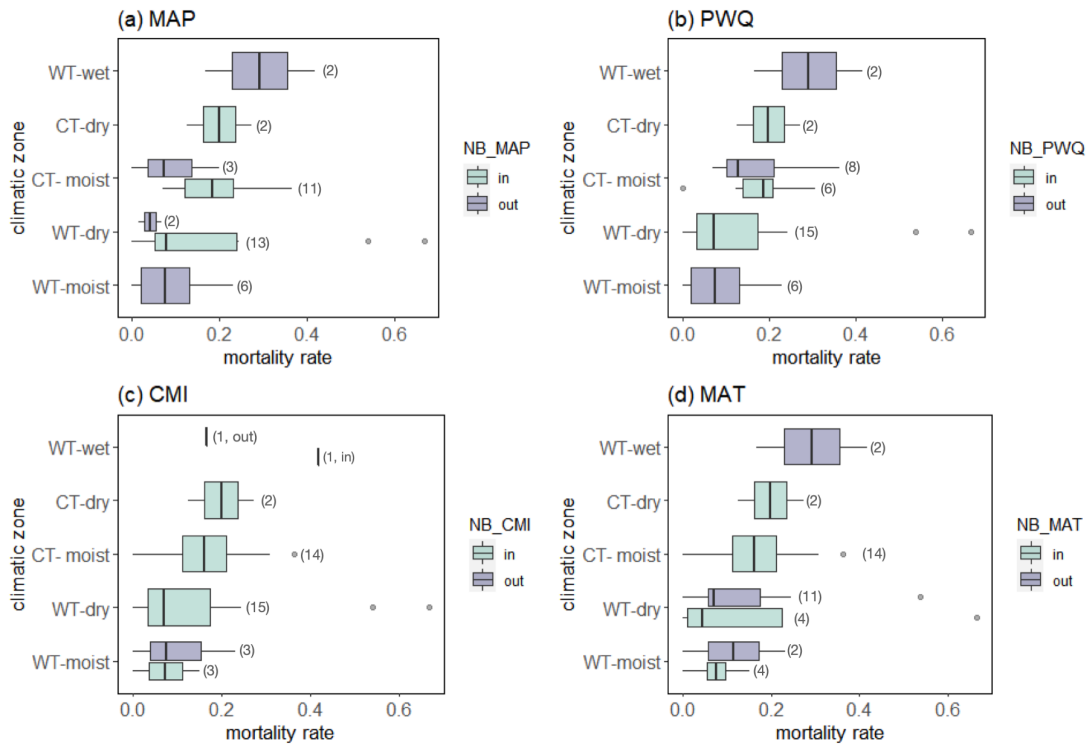 (a) MAP
climatic zone
WT-wet
CT-dry
CT- moist
WT-dry
WT-moist
(2)
(2)
(3)
(11)
(2)
(13)
(6)
0.0 0.2 0.4 0.6
mortality rate
NB_MAP
in
out
(b) PWQ
climatic zone
WT-wet
CT-dry
CT- moist
WT-dry
WT-moist
(2)
(2)
(8)
(6)
(15)
(6)
0.0 0.2 0.4 0.6
mortality rate
NB_PWQ
in
out
(c) CMI
climatic zone
WT-wet
CT-dry
CT- moist
WT-dry
WT-moist
(1, out)
(1, in)
(2)
(14)
(15)
(3)
(3)
0.0 0.2 0.4 0.6
mortality rate
NB_CMI
in
out
(d) MAT
climatic zone
WT-wet
CT-dry
CT- moist
WT-dry
WT-moist
(2)
(2)
(14)
(11)
(4)
(2)
(4)
0.0 0.2 0.4 0.6
mortality rate
NB_MAT
in
out